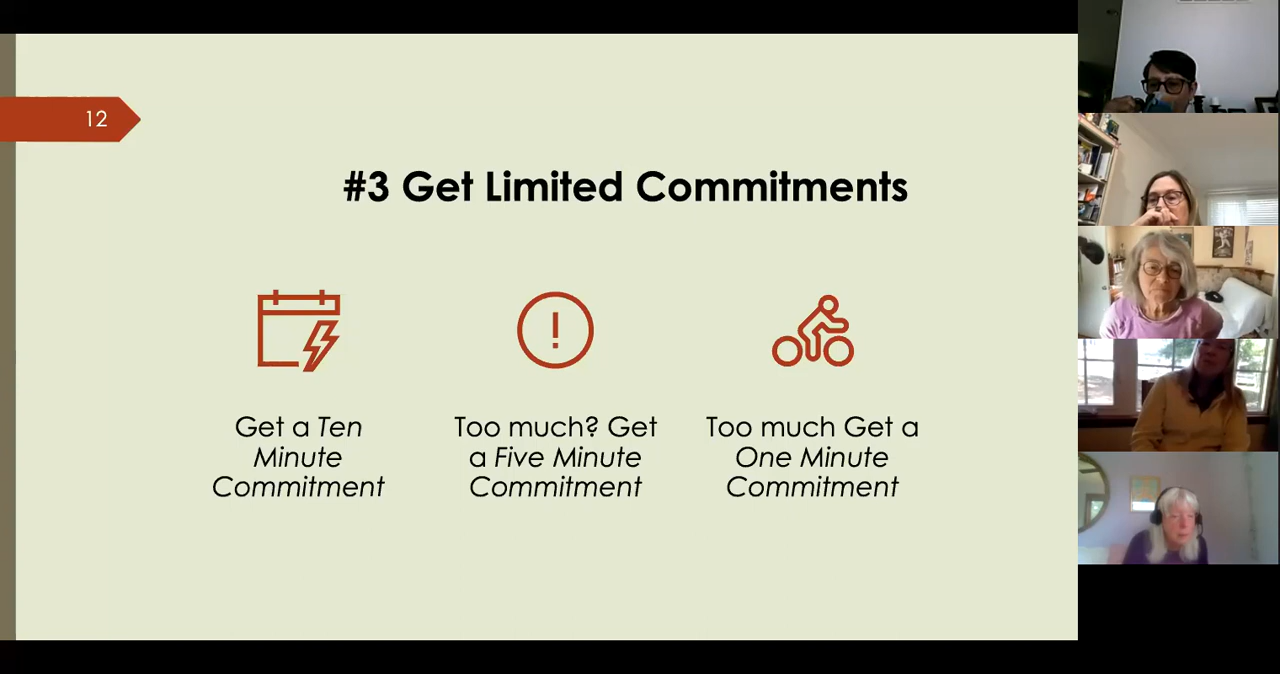 12
#3 Get Limited Commitments
Get a Ten
Minute
Commitment
Too much? Get
a Five Minute
Commitment
Too much Get a
One Minute
Commitment